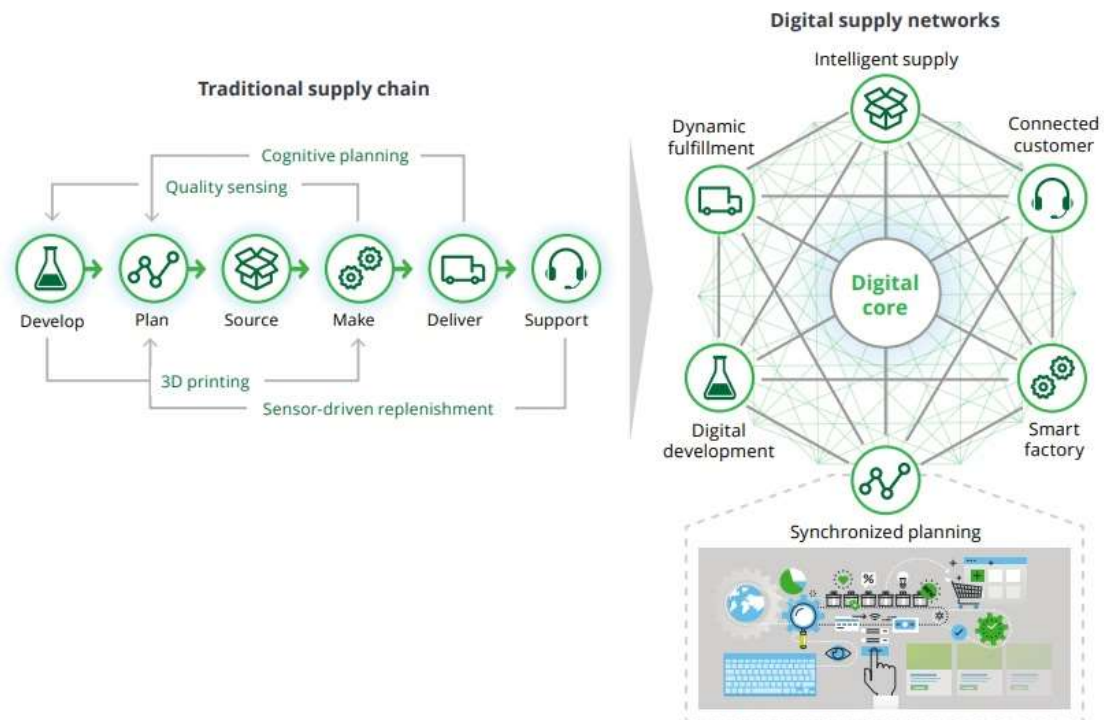 Digital supply networks
Intelligent supply
Traditional supply chain
Dynamic
fulfillment
Connected
customer
Cognitive planning
Quality sensing
Digital
core
Develop
Plan
Source
Make
Deliver
Support
3D printing
Sensor-driven replenishment
Digital
development
Smart
factory
Synchronized planning
%